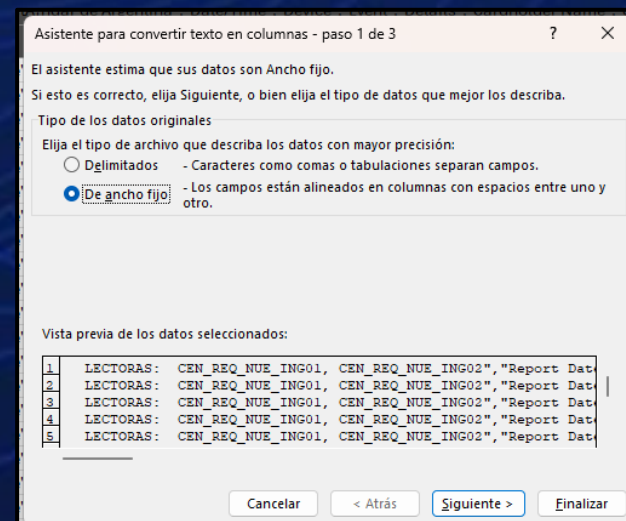 Asistente para convertir texto en columnas - paso 1 de 3 ? ×
El asistente estima que sus datos son Ancho fijo.
Si esto es correcto, elija Siguiente, o bien elija el tipo de datos que mejor los describa.
Tipo de los datos originales
Elija el tipo de archivo que describa los datos con mayor precisión:
Delimitados - Caracteres como comas o tabulaciones separan campos.
De ancho fijo - Los campos están alineados en columnas con espacios entre uno y
otro.
Vista previa de los datos seleccionados:
1 LECTORAS: CEN_REQ_NUE_ING01, CEN_REQ_NUE_ING02","Report Date
2 LECTORAS: CEN_REQ_NUE_ING01, CEN_REQ_NUE_ING02","Report Date
3 LECTORAS: CEN_REQ_NUE_ING01, CEN_REQ_NUE_ING02","Report Date
4 LECTORAS: CEN_REQ_NUE_ING01, CEN_REQ_NUE_ING02","Report Date
5 LECTORAS: CEN_REQ_NUE_ING01, CEN_REQ_NUE_ING02","Report Date
Cancelar < Atrás Siguiente > Finalizar